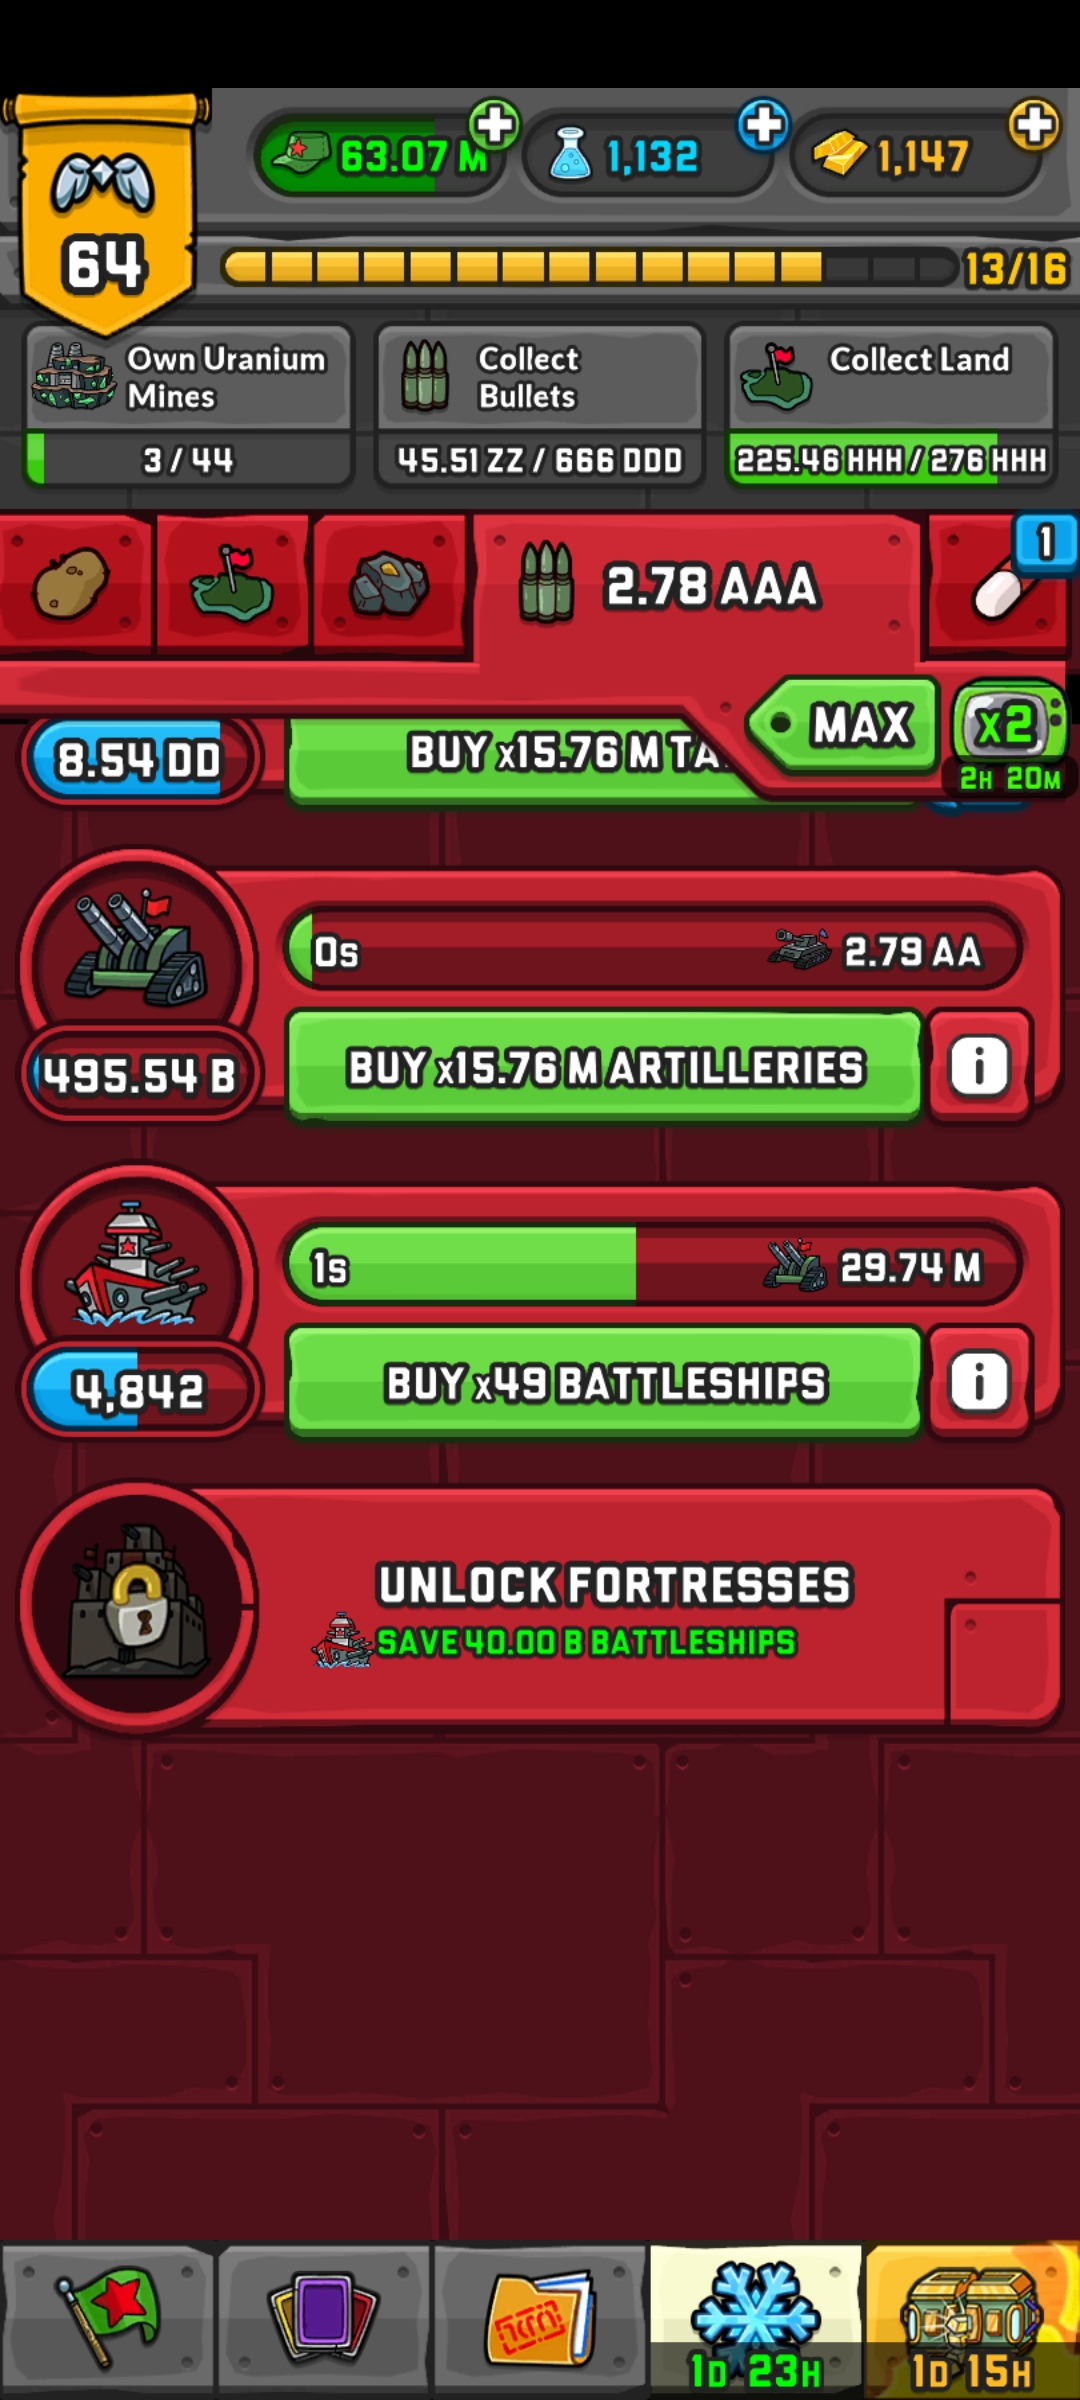 63.07 M
1,132
1,147
64
13/16
Own Uranium
Mines
3 / 44
Collect
Bullets
45.51 ZZ / 666 DDD
Collect Land
225.46 HHH / 276 HHH
2.78 AAA
1
MAX
x2
2H 20M
8.54 DD
BUY x15.76 M TA
0s
2.79 AA
495.54 B
BUY x15.76 M ARTILLERIES
i
1s
29.74 M
4,842
BUY x49 BATTLESHIPS
i
UNLOCK FORTRESSES
SAVE 40.00 B BATTLESHIPS
1D 23H
1D 15H